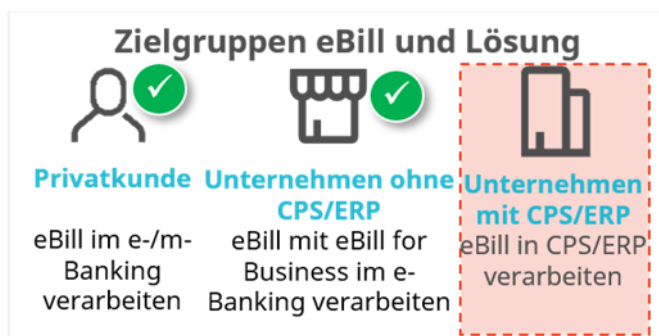 Zielgruppen eBill und Lösung
Privatkunde
eBill im e-/m-
Banking
verarbeiten
Unternehmen ohne
CPS/ERP
eBill mit eBill for
Business im e-
Banking verarbeiten
Unternehmen
mit CPS/ERP
eBill in CPS/ERP
verarbeiten